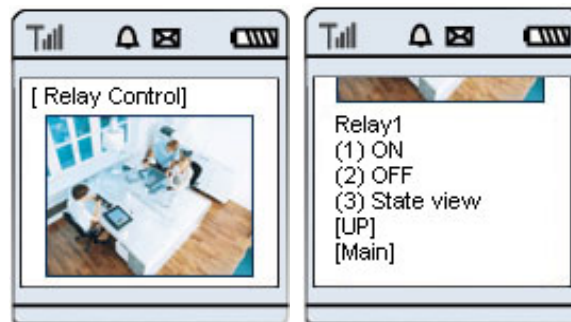 [ Relay Control]
Relay1
(1) ON
(2) OFF
(3) State view
[UP]
[Main]